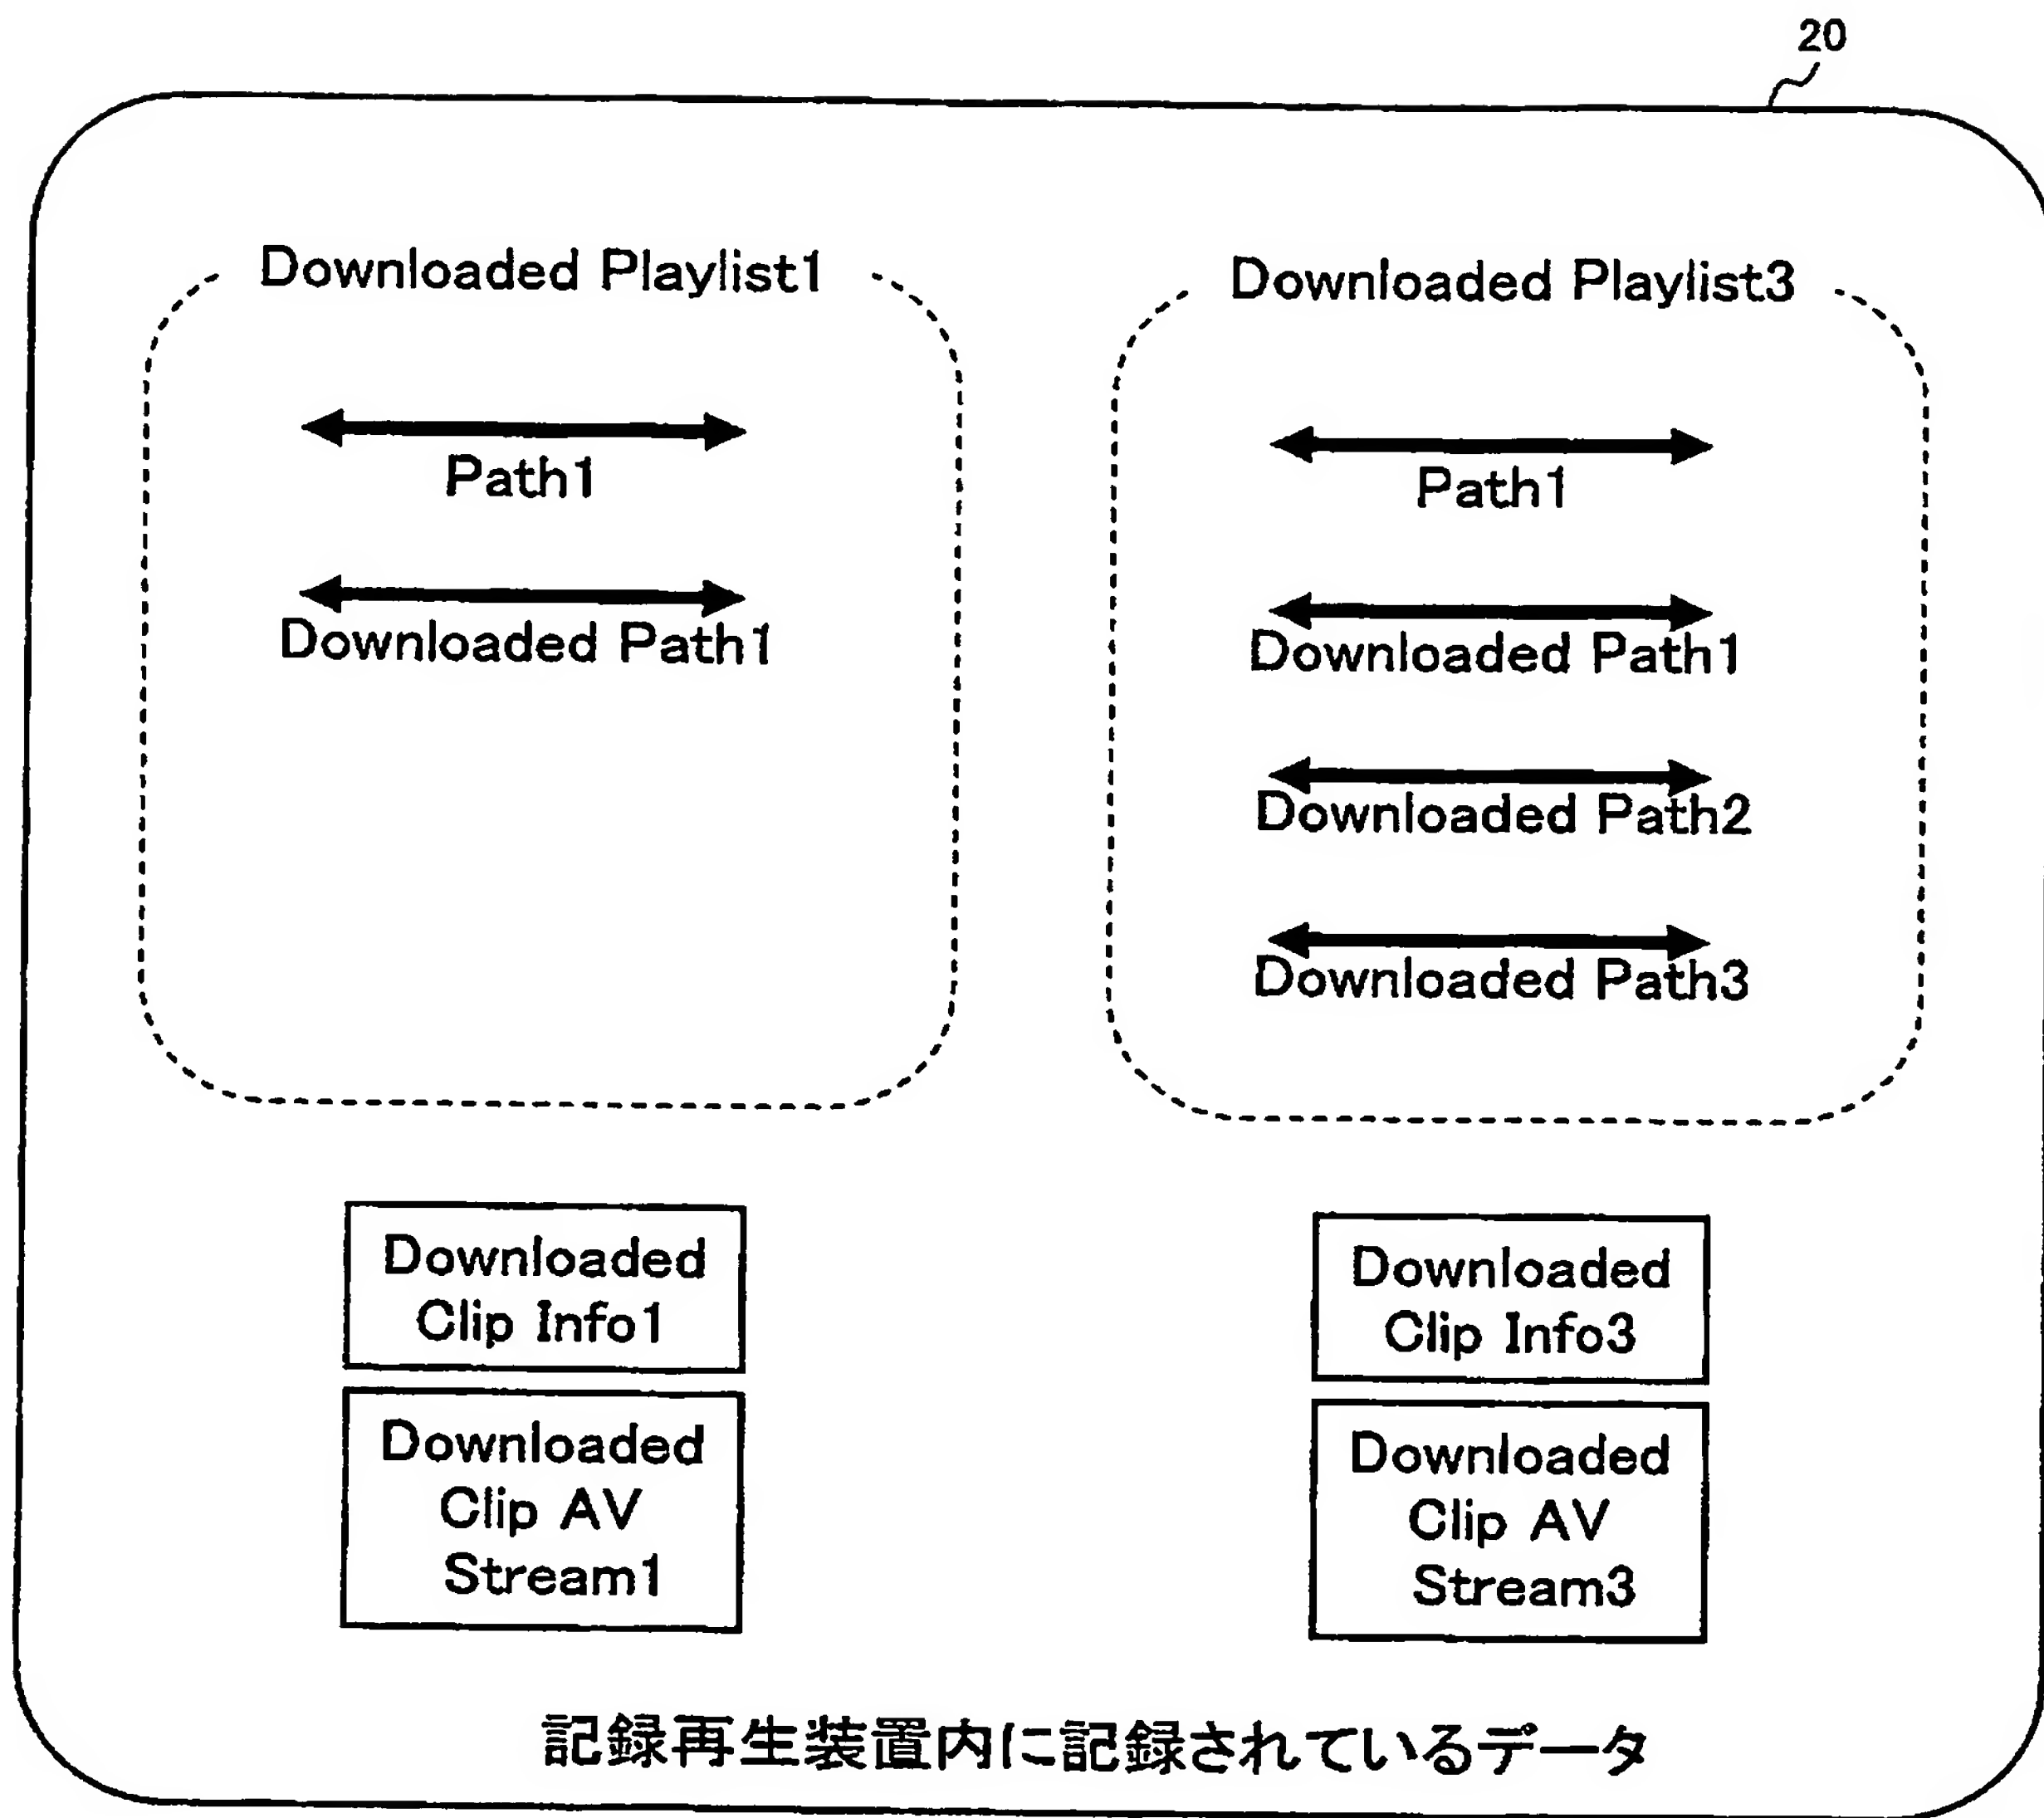 20
Downloaded Playlist1
Path1
Downloaded Path1
Downloaded Playlist3
Path1
Downloaded Path1
Downloaded Path2
Downloaded Path3
Downloaded
Clip Info1
Downloaded
Clip AV
Stream1
Downloaded
Clip Info3
Downloaded
Clip AV
Stream3
記録再生装置内に記録されているデータ